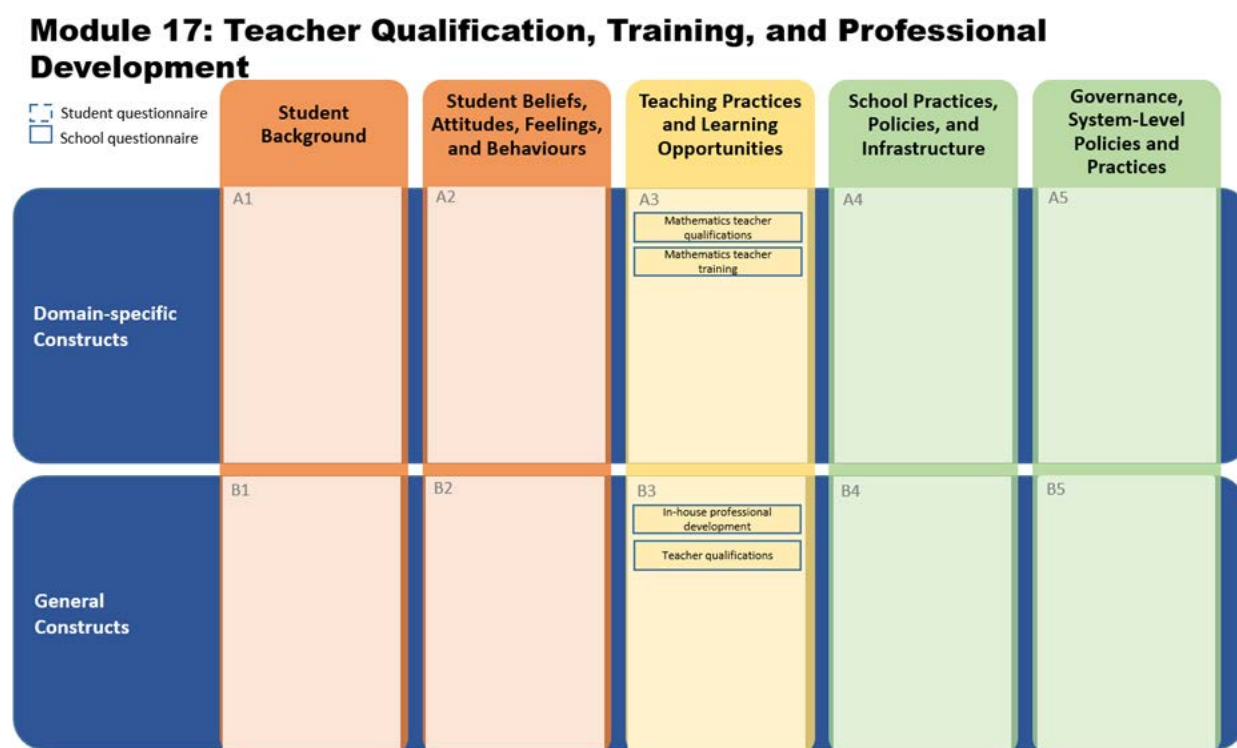 Module 17: Teacher Qualification, Training, and Professional
Development
Student questionnaire
School questionnaire
Student
Background
Student Beliefs,
Attitudes, Feelings,
and Behaviours
Teaching Practices
and Learning
Opportunities
School Practices,
Policies, and
Infrastructure
Governance,
System-Level
Policies and
Practices
Domain-specific
Constructs
A1
A2
A3
Mathematics teacher
qualifications
Mathematics teacher
training
A4
A5
General
Constructs
B1
B2
B3
In-house professional
development
Teacher qualifications
B4
B5